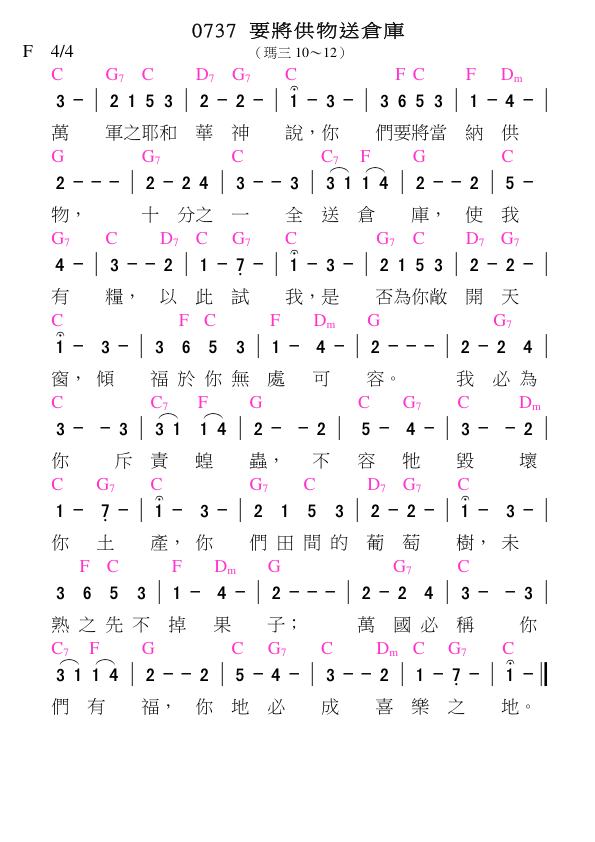 0737 要將供物送倉庫
(瑪三 10～12)
F 4/4
C G7 C D7 G7 C F C F Dm
3 - | 2 1 5 3 | 2 - 2 - | 1 - 3 - | 3 6 5 3 | 1 - 4 - |
萬 軍之耶和 華 神 說，你 們要將當 納 供
G G7 C C7 F G C
2 - - - | 2 - 2 4 | 3 - - 3 | 3 1 1 4 | 2 - - 2 | 5 -
物， 十 分之 一 全 送 倉 庫， 使 我
G7 C D7 C G7 C G7 C D7 G7
4 - | 3 - - 2 | 1 - 7̣ - | 1 - 3 - | 2 1 5 3 | 2 - 2 - |
有 糧， 以 此 試 我，是 否為你敞 開 天
C F C F Dm G G7
1 - 3 - | 3 6 5 3 | 1 - 4 - | 2 - - - | 2 - 2 4 |
窗，傾 福 於 你 無 處 可 容。 我 必 為
C C7 F G C G7 C Dm
3 - - 3 | 3 1 1 4 | 2 - - 2 | 5 - 4 - | 3 - - 2 |
你 斥 責 蝗 蟲， 不 容 牠 毀 壞
C G7 C G7 C D7 G7 C
1 - 7̣ - | 1 - 3 - | 2 1 5 3 | 2 - 2 - | 1 - 3 - |
你 土 產，你 們 田 間 的 葡 萄 樹，未
F C F Dm G G7 C
3 6 5 3 | 1 - 4 - | 2 - - - | 2 - 2 4 | 3 - - 3 |
熟 之 先 不 掉 果 子； 萬 國 必 稱 你
C7 F G C G7 C Dm C G7 C
3 1 1 4 | 2 - - 2 | 5 - 4 - | 3 - - 2 | 1 - 7̣ - | 1 - ‖
們 有 福， 你 地 必 成 喜 樂 之 地。